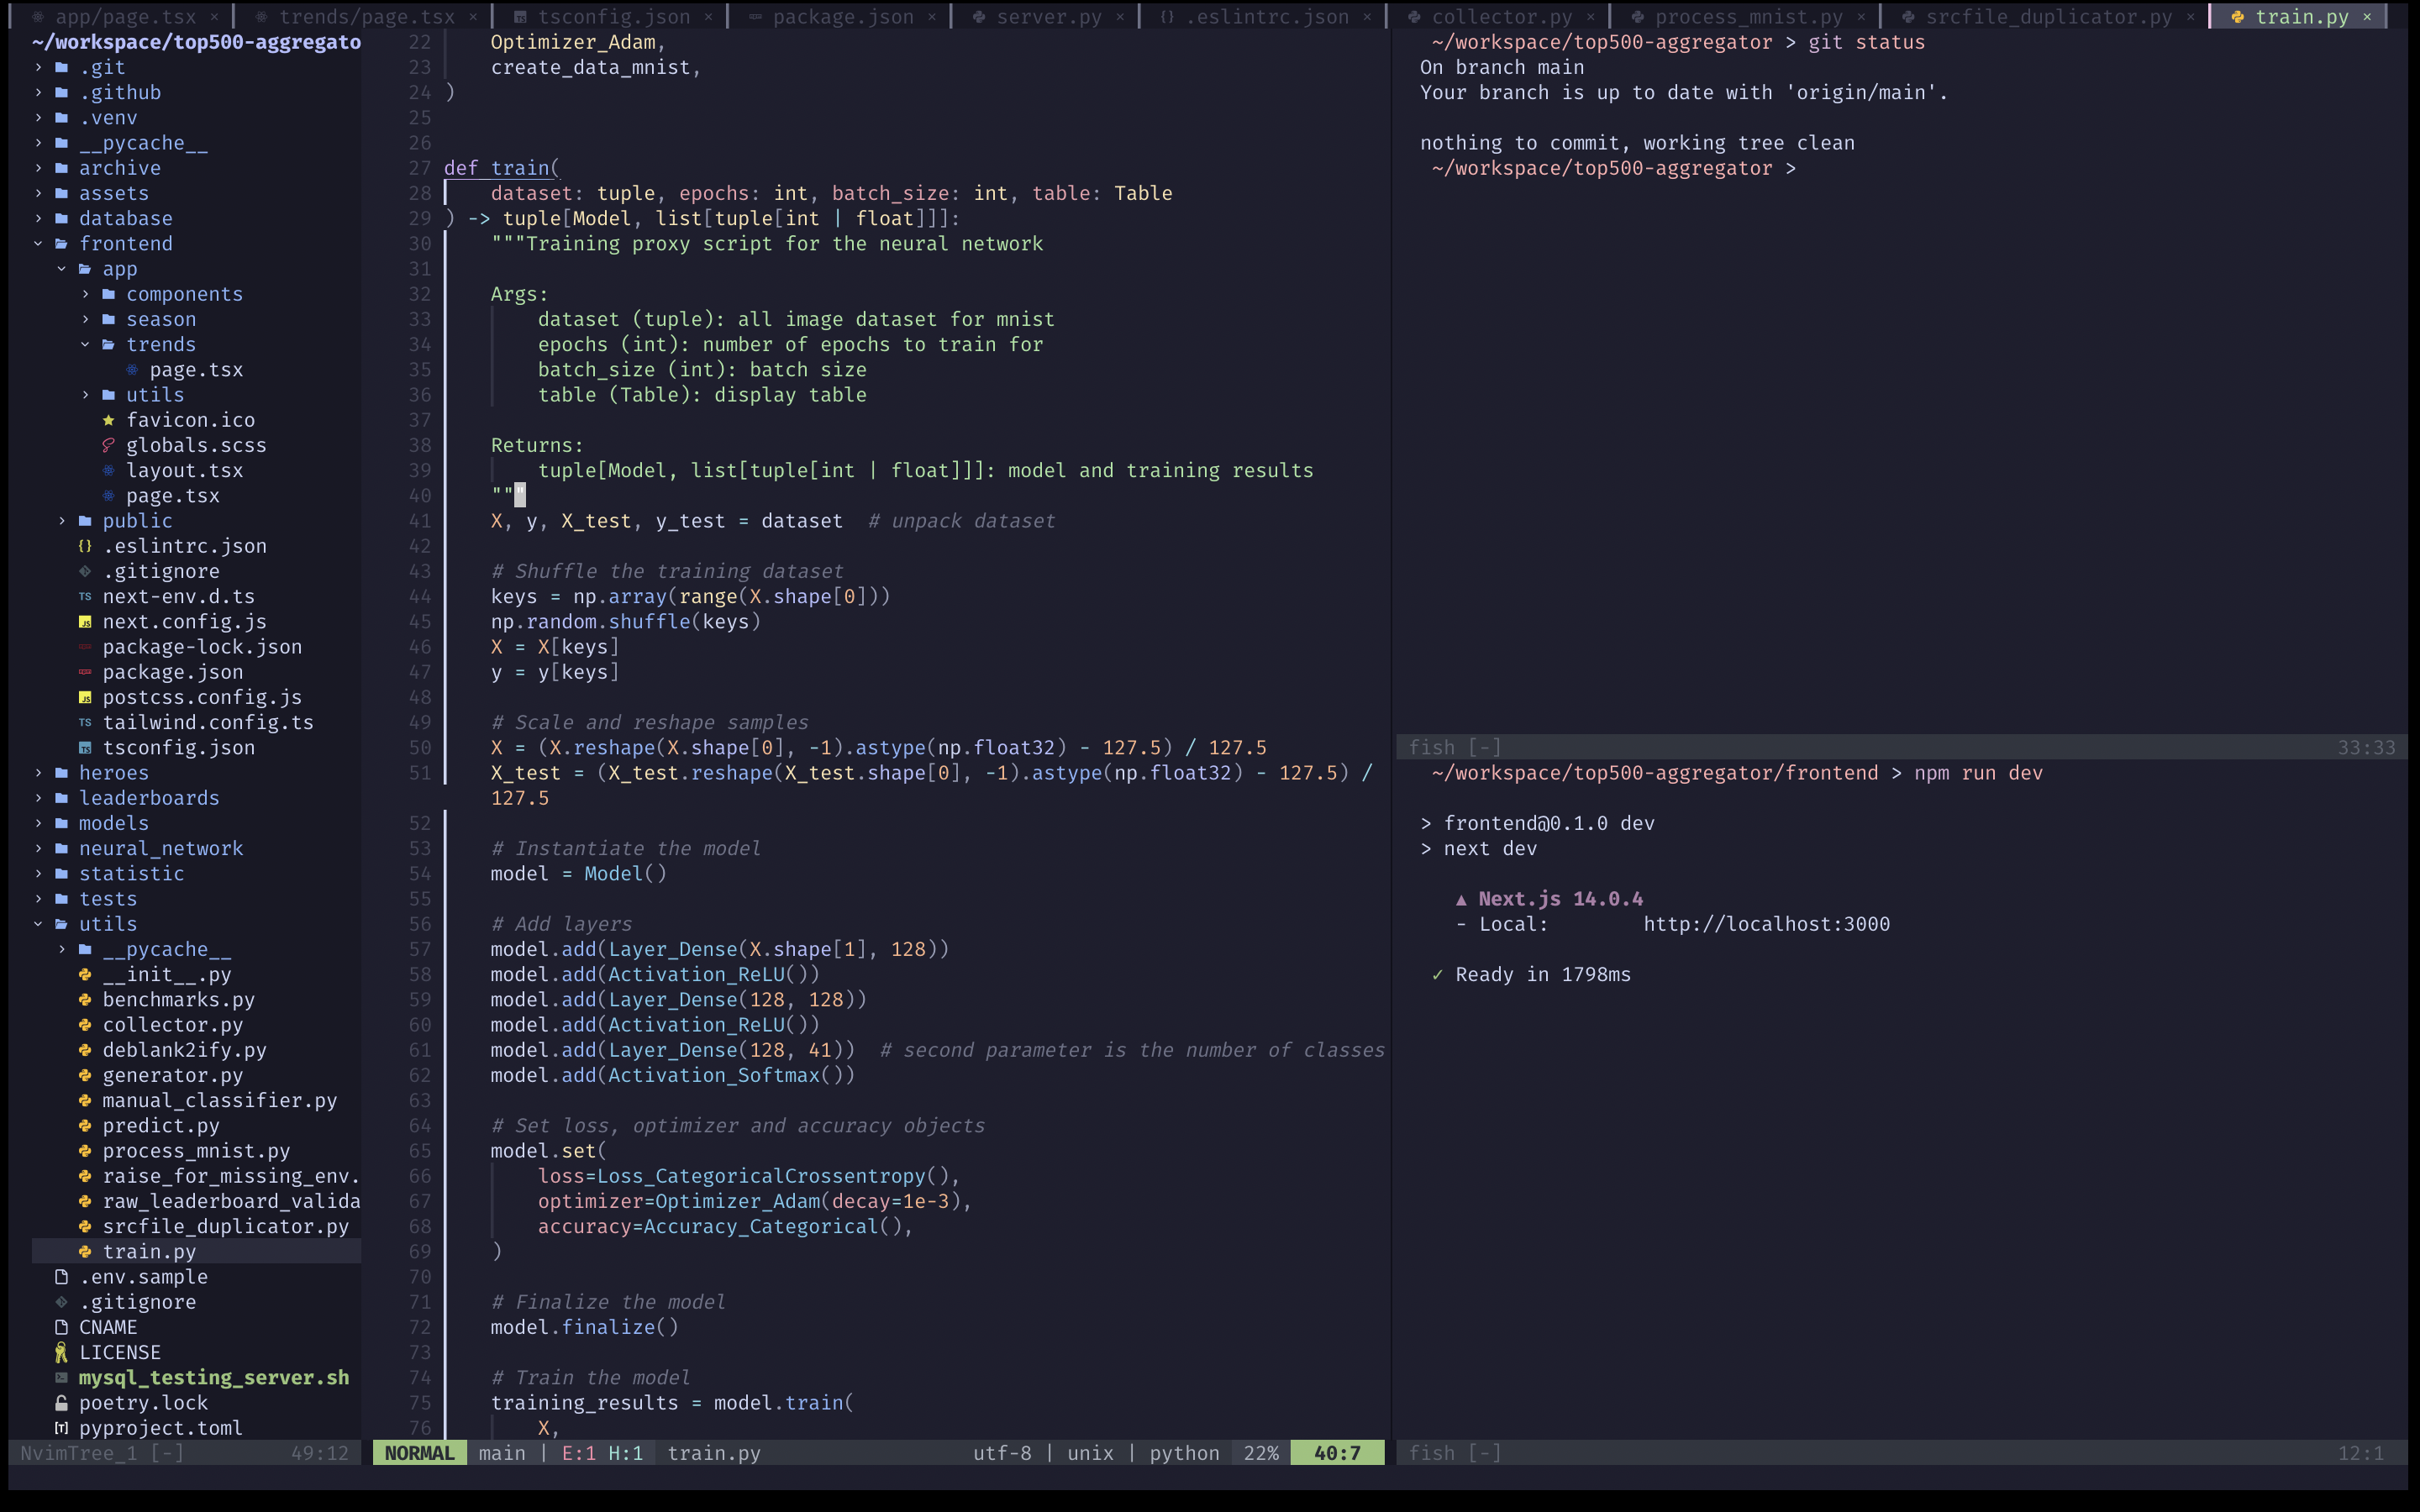 app/page.tsx × trends/page.tsx × tsconfig.json × package.json × server.py × {} .eslintrc.json × collector.py × process_mnist.py × srcfile_duplicator.py × train.py ×
~/workspace/top500-aggregato
> .git
> .github
> .venv
> __pycache__
> archive
> assets
> database
frontend
app
> components
> season
trends
page.tsx
> utils
favicon.ico
globals.scss
layout.tsx
page.tsx
> public
{} .eslintrc.json
.gitignore
TS next-env.d.ts
JS next.config.js
package-lock.json
package.json
JS postcss.config.js
TS tailwind.config.ts
TS tsconfig.json
> heroes
> leaderboards
> models
> neural_network
> statistic
> tests
utils
> __pycache__
__init__.py
benchmarks.py
collector.py
deblank2ify.py
generator.py
manual_classifier.py
predict.py
process_mnist.py
raise_for_missing_env.
raw_leaderboard_valida
srcfile_duplicator.py
train.py
.env.sample
.gitignore
CNAME
LICENSE
mysql_testing_server.sh
poetry.lock
[T] pyproject.toml
NvimTree_1 [-] 49:12
22 Optimizer_Adam,
23 create_data_mnist,
24 )
25
26
27 def train(
28 dataset: tuple, epochs: int, batch_size: int, table: Table
29 ) -> tuple[Model, list[tuple[int | float]]]:
30 """Training proxy script for the neural network
31
32 Args:
33 dataset (tuple): all image dataset for mnist
34 epochs (int): number of epochs to train for
35 batch_size (int): batch size
36 table (Table): display table
37
38 Returns:
39 tuple[Model, list[tuple[int | float]]]: model and training results
40 """
41 X, y, X_test, y_test = dataset # unpack dataset
42
43 # Shuffle the training dataset
44 keys = np.array(range(X.shape[0]))
45 np.random.shuffle(keys)
46 X = X[keys]
47 y = y[keys]
48
49 # Scale and reshape samples
50 X = (X.reshape(X.shape[0], -1).astype(np.float32) - 127.5) / 127.5
51 X_test = (X_test.reshape(X_test.shape[0], -1).astype(np.float32) - 127.5) /
127.5
52
53 # Instantiate the model
54 model = Model()
55
56 # Add layers
57 model.add(Layer_Dense(X.shape[1], 128))
58 model.add(Activation_ReLU())
59 model.add(Layer_Dense(128, 128))
60 model.add(Activation_ReLU())
61 model.add(Layer_Dense(128, 41)) # second parameter is the number of classes
62 model.add(Activation_Softmax())
63
64 # Set loss, optimizer and accuracy objects
65 model.set(
66 loss=Loss_CategoricalCrossentropy(),
67 optimizer=Optimizer_Adam(decay=1e-3),
68 accuracy=Accuracy_Categorical(),
69 )
70
71 # Finalize the model
72 model.finalize()
73
74 # Train the model
75 training_results = model.train(
76 X,
NORMAL main | E:1 H:1 train.py utf-8 | unix | python 22% 40:7
~/workspace/top500-aggregator > git status
On branch main
Your branch is up to date with 'origin/main'.
nothing to commit, working tree clean
~/workspace/top500-aggregator >
fish [-] 33:33
~/workspace/top500-aggregator/frontend > npm run dev
> frontend@0.1.0 dev
> next dev
▲ Next.js 14.0.4
- Local: http://localhost:3000
✓ Ready in 1798ms
fish [-] 12:1